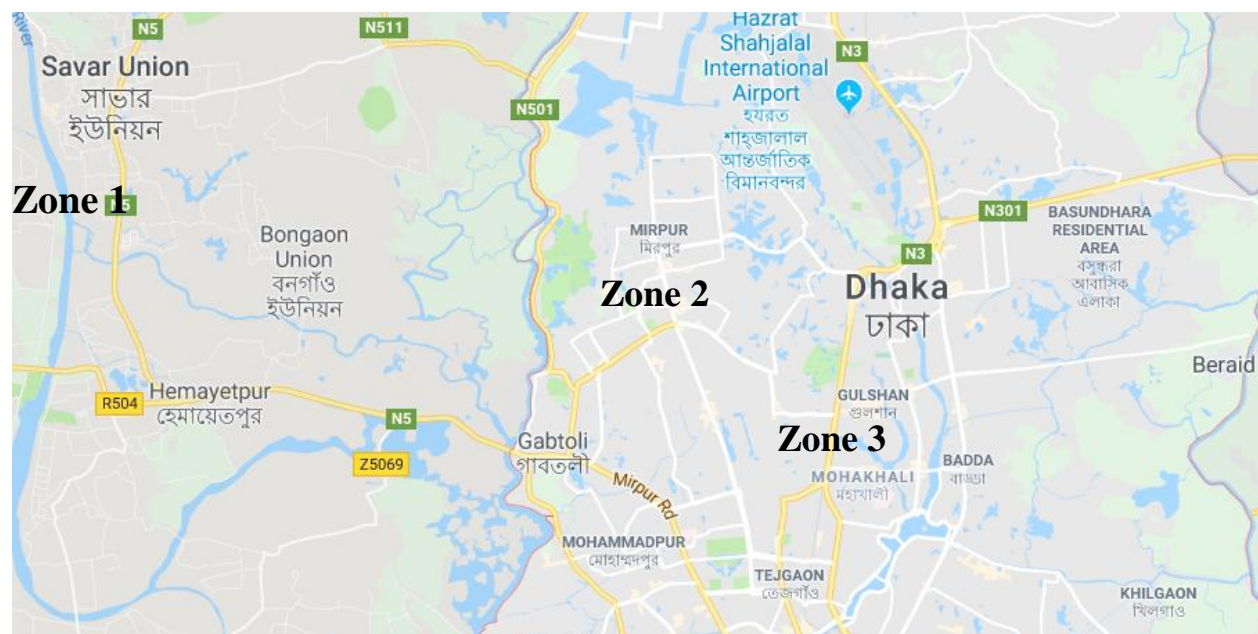 River
N5
N511
Hazrat
Shahjalal
International
Airport
হযরত
শাহ্জালাল
আন্তর্জাতিক
বিমানবন্দর
N3
Savar Union
সাভার
ইউনিয়ন
N501
Zone 1
N5
N301
BASUNDHARA
RESIDENTIAL
AREA
বসুন্ধরা
আবাসিক
এলাকা
Bongaon
Union
বনগাঁও
ইউনিয়ন
MIRPUR
মিরপুর
N3
Zone 2
Dhaka
ঢাকা
Beraid
Hemayetpur
হেমায়েতপুর
R504
N5
GULSHAN
গুলশান
Zone 3
Gabtoli
গাবতলী
Z5069
BADDA
বাড্ডা
MOHAKHALI
মহাখালী
Mirpur Rd
MOHAMMADPUR
মোহাম্মদপুর
TEJGAON
তেজগাঁও
KHILGAON
খিলগাও